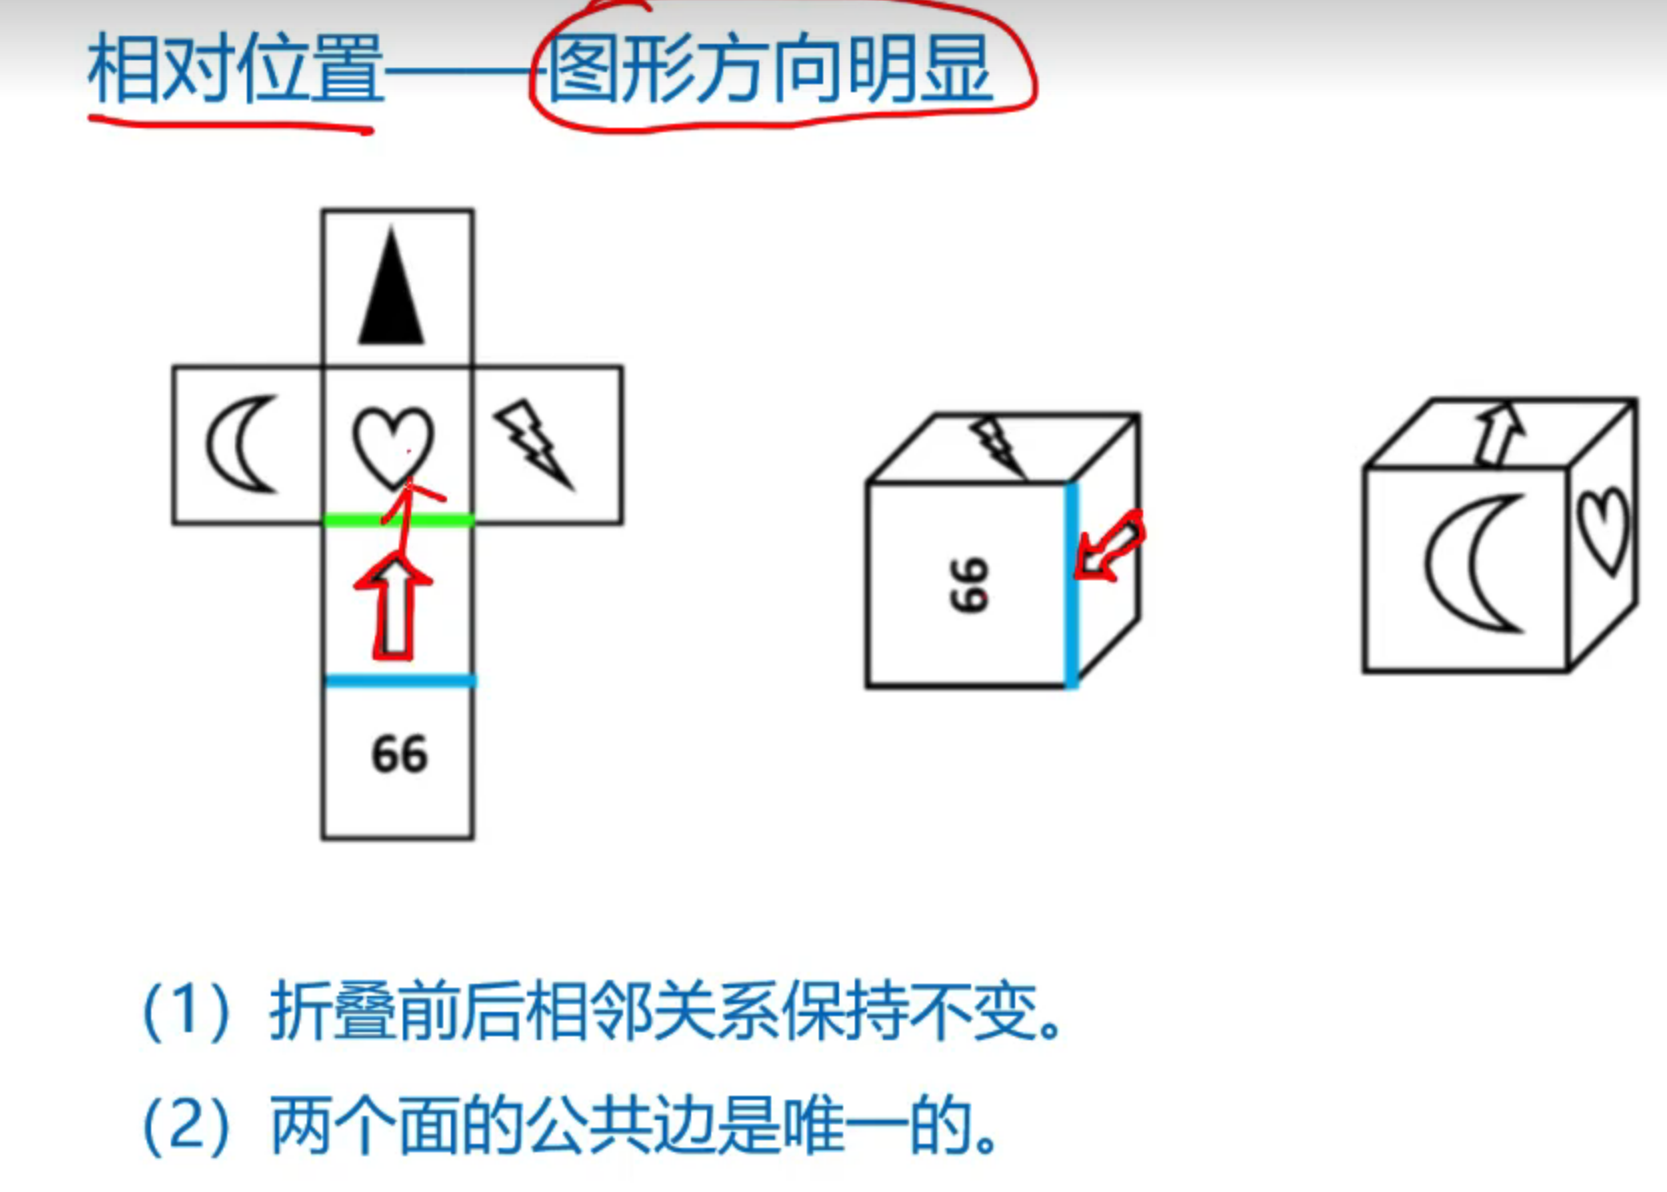 相对位置——图形方向明显
66
66
（1）折叠前后相邻关系保持不变。
（2）两个面的公共边是唯一的。